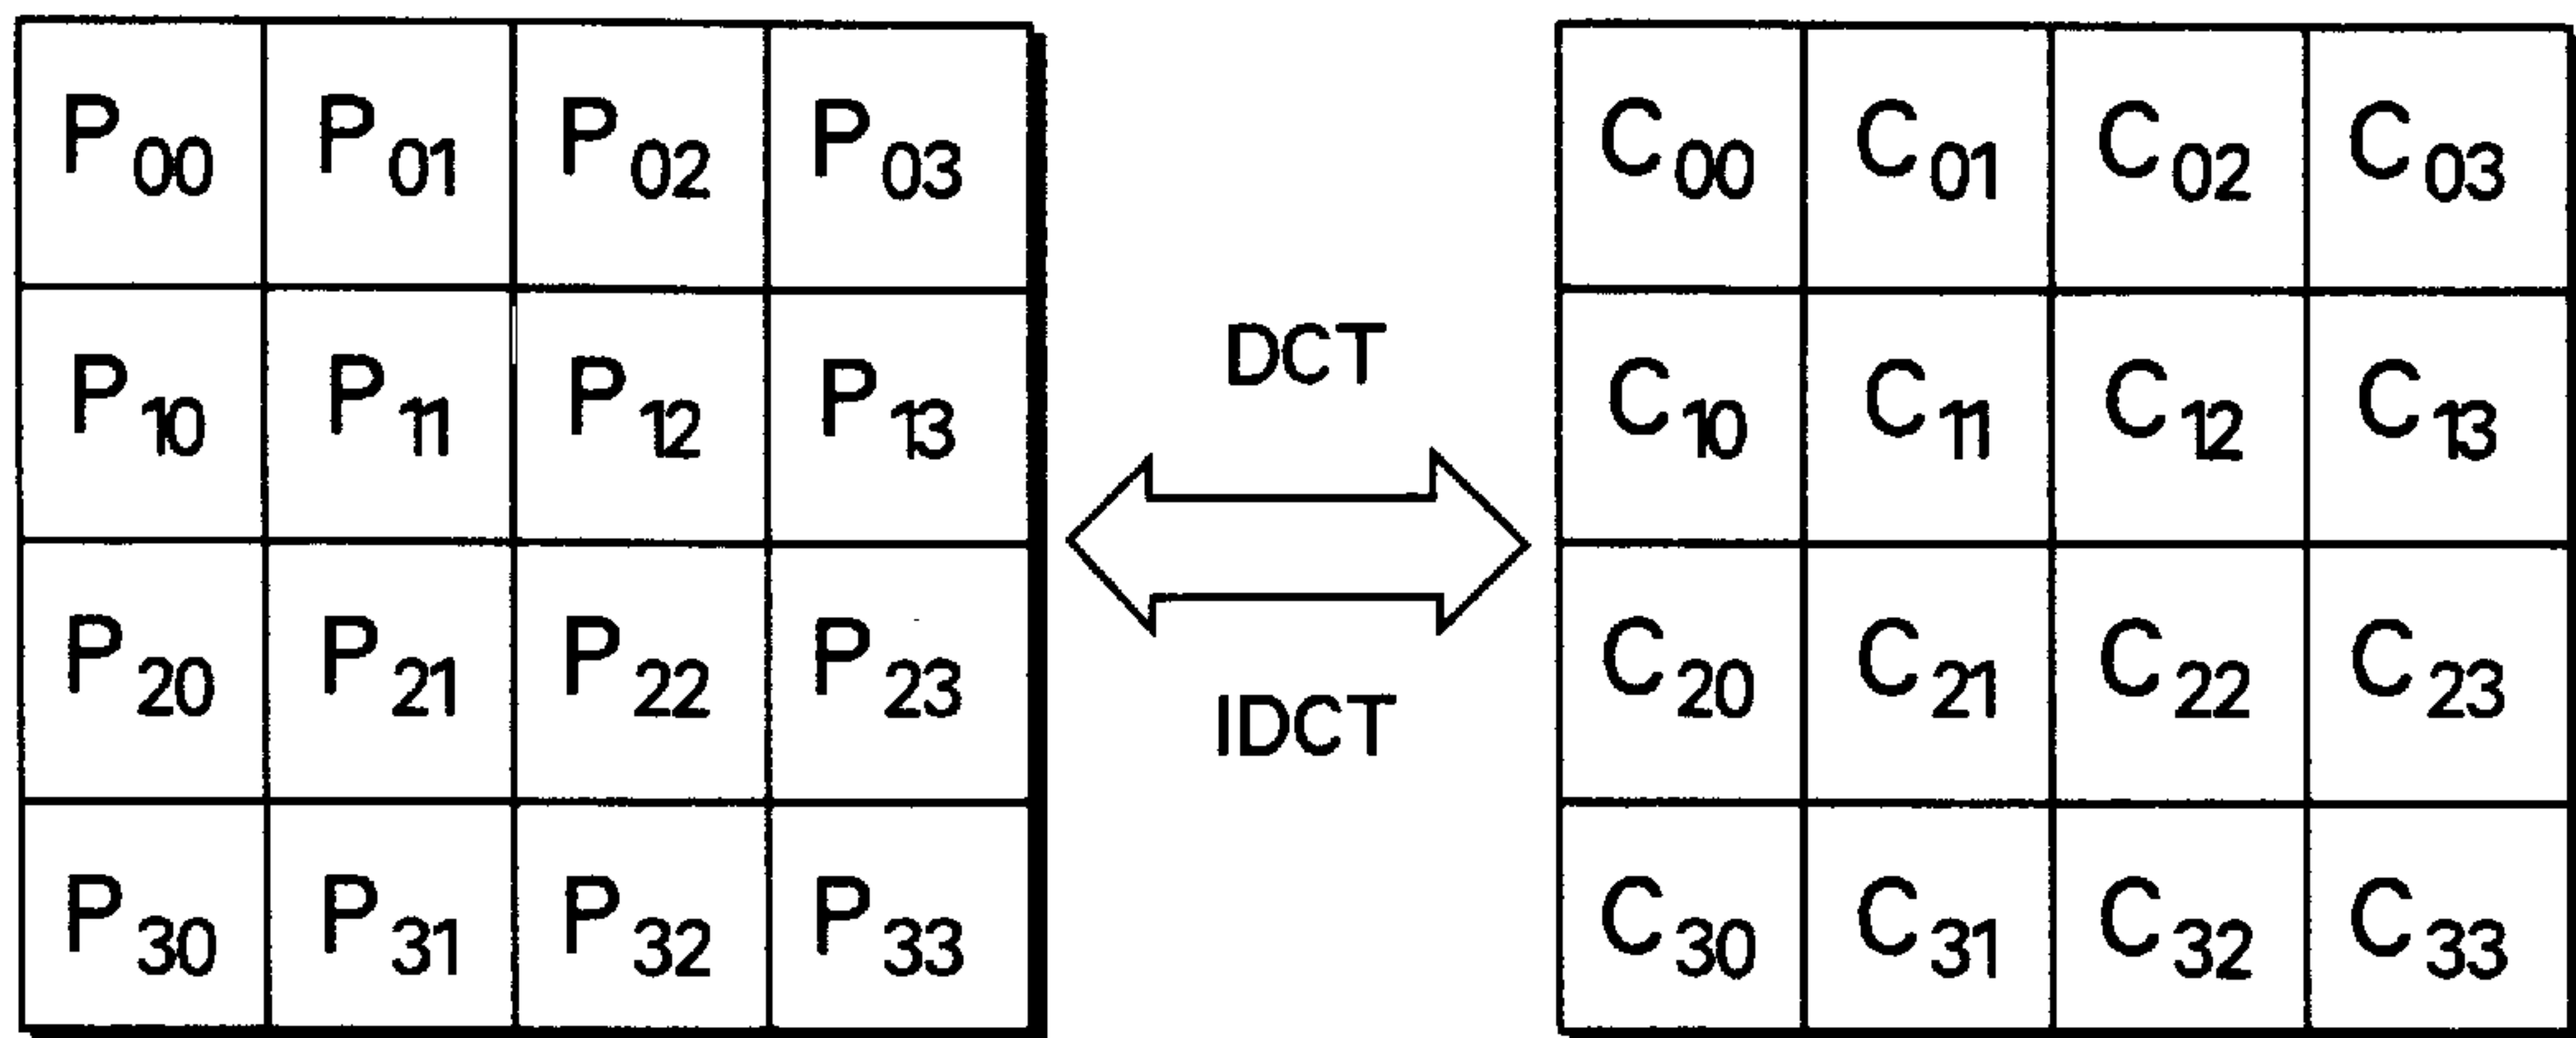 P00 P01 P02 P03 C00 C01 C02 C03
DCT
P10 P11 P12 P13 C10 C11 C12 C13
P20 P21 P22 P23 C20 C21 C22 C23
IDCT
P30 P31 P32 P33 C30 C31 C32 C33